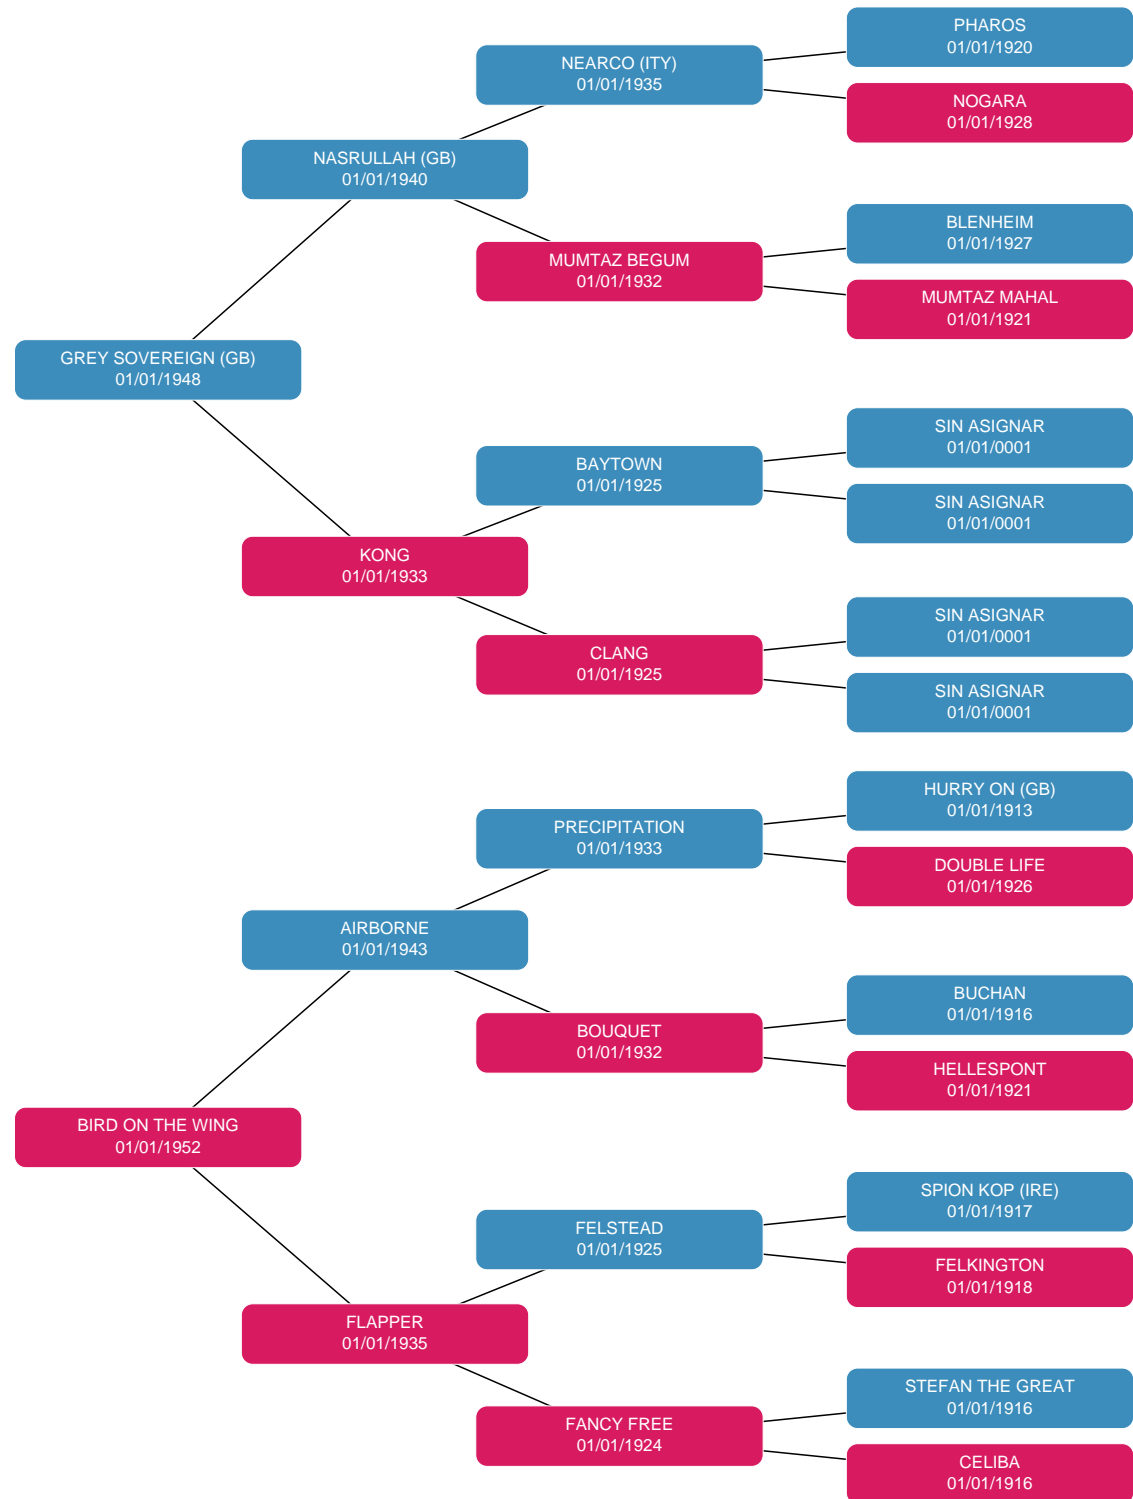 PHAROS
01/01/1920
NEARCO (ITY)
01/01/1935
NOGARA
01/01/1928
NASRULLAH (GB)
01/01/1940
BLENHEIM
01/01/1927
MUMTAZ BEGUM
01/01/1932
MUMTAZ MAHAL
01/01/1921
GREY SOVEREIGN (GB)
01/01/1948
SIN ASIGNAR
01/01/0001
BAYTOWN
01/01/1925
SIN ASIGNAR
01/01/0001
KONG
01/01/1933
SIN ASIGNAR
01/01/0001
CLANG
01/01/1925
SIN ASIGNAR
01/01/0001
HURRY ON (GB)
01/01/1913
PRECIPITATION
01/01/1933
DOUBLE LIFE
01/01/1926
AIRBORNE
01/01/1943
BUCHAN
01/01/1916
BOUQUET
01/01/1932
HELLESPONT
01/01/1921
BIRD ON THE WING
01/01/1952
SPION KOP (IRE)
01/01/1917
FELSTEAD
01/01/1925
FELKINGTON
01/01/1918
FLAPPER
01/01/1935
STEFAN THE GREAT
01/01/1916
FANCY FREE
01/01/1924
CELIBA
01/01/1916